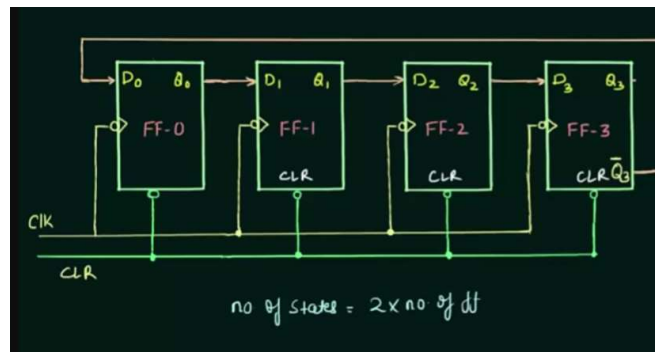 D₀ Q₀ D₁ Q₁ D₂ Q₂ D₃ Q₃
FF-0 FF-1 FF-2 FF-3
CLR CLR CLR Q̅₃
Clk
CLR
no of states = 2 x no. of ff